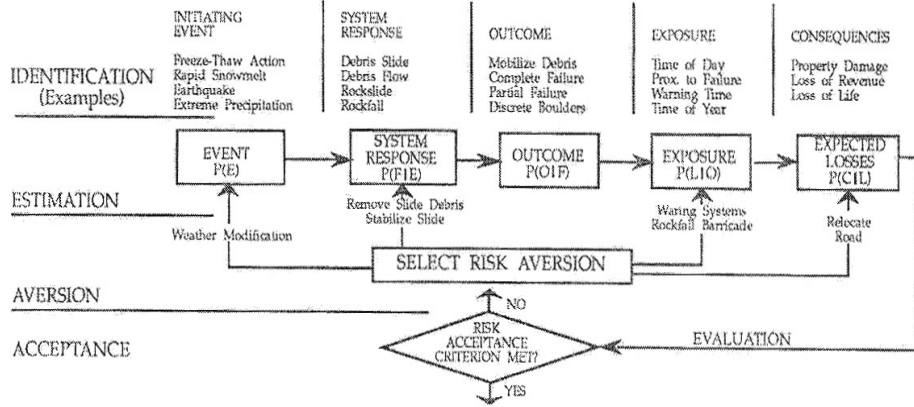 INITIATING
EVENT
Freeze-Thaw Action
Rapid Snowmelt
Earthquake
Extreme Precipitation
SYSTEM
RESPONSE
Debris Slide
Debris Flow
Rockslide
Rockfall
OUTCOME
Mobilize Debris
Complete Failure
Partial Failure
Discrete Boulders
EXPOSURE
Time of Day
Prox. to Failure
Warning Time
Time of Year
CONSEQUENCES
Property Damage
Loss of Revenue
Loss of Life
IDENTIFICATION
(Examples)
EVENT
P(E)
SYSTEM
RESPONSE
P(F1E)
OUTCOME
P(O1F)
EXPOSURE
P(L1O)
EXPECTED
LOSSES
P(C1L)
ESTIMATION
Weather Modification
Remove Slide Debris
Stabilize Slide
Waring Systems
Rockfall Barricade
Relocate
Road
SELECT RISK AVERSION
AVERSION
NO
RISK
ACCEPTANCE
CRITERION MET?
EVALUATION
ACCEPTANCE
YES